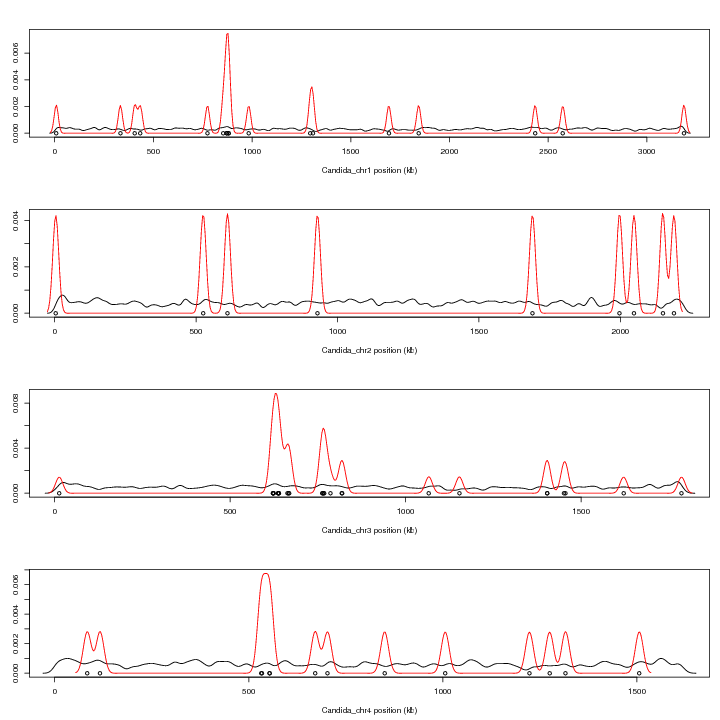 0.000 0.002 0.004 0.006
0 500 1000 1500 2000 2500 3000
Candida_chr1 position (kb)
0.000 0.002 0.004
0 500 1000 1500 2000
Candida_chr2 position (kb)
0.000 0.004 0.008
0 500 1000 1500
Candida_chr3 position (kb)
0.000 0.002 0.004 0.006
0 500 1000 1500
Candida_chr4 position (kb)